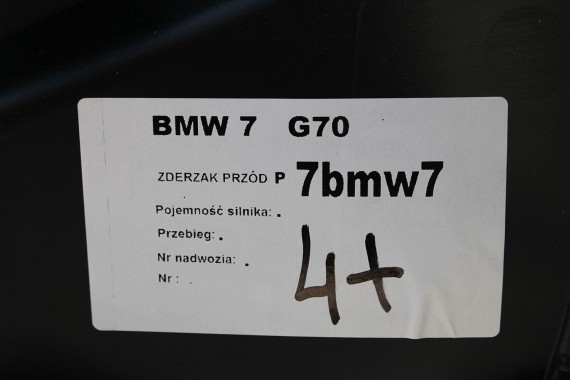 BMW 7 G70
ZDERZAK PRZÓD P 7bmw7
Pojemność silnika: .
Przebieg: .
Nr nadwozia: .
Nr : .
4+